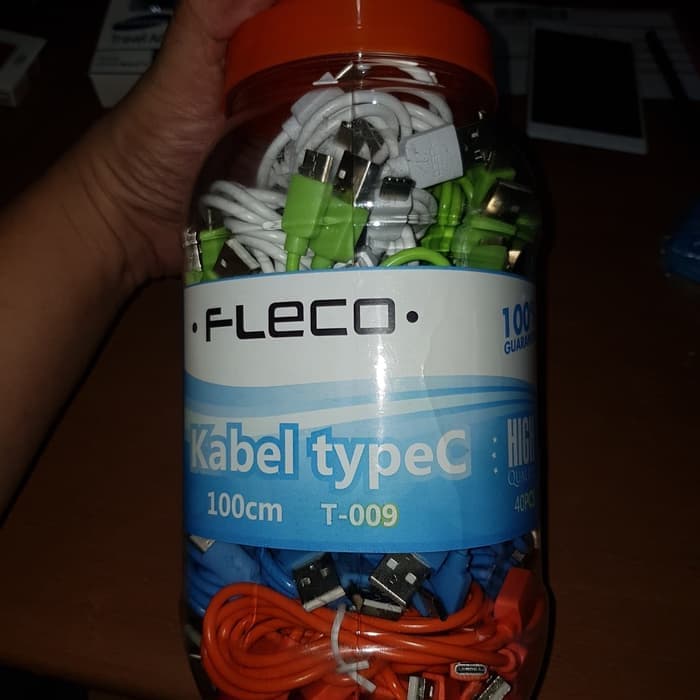 • FLECO •
100%
Kabel typeC
HIGH
100cm T-009
40PCS